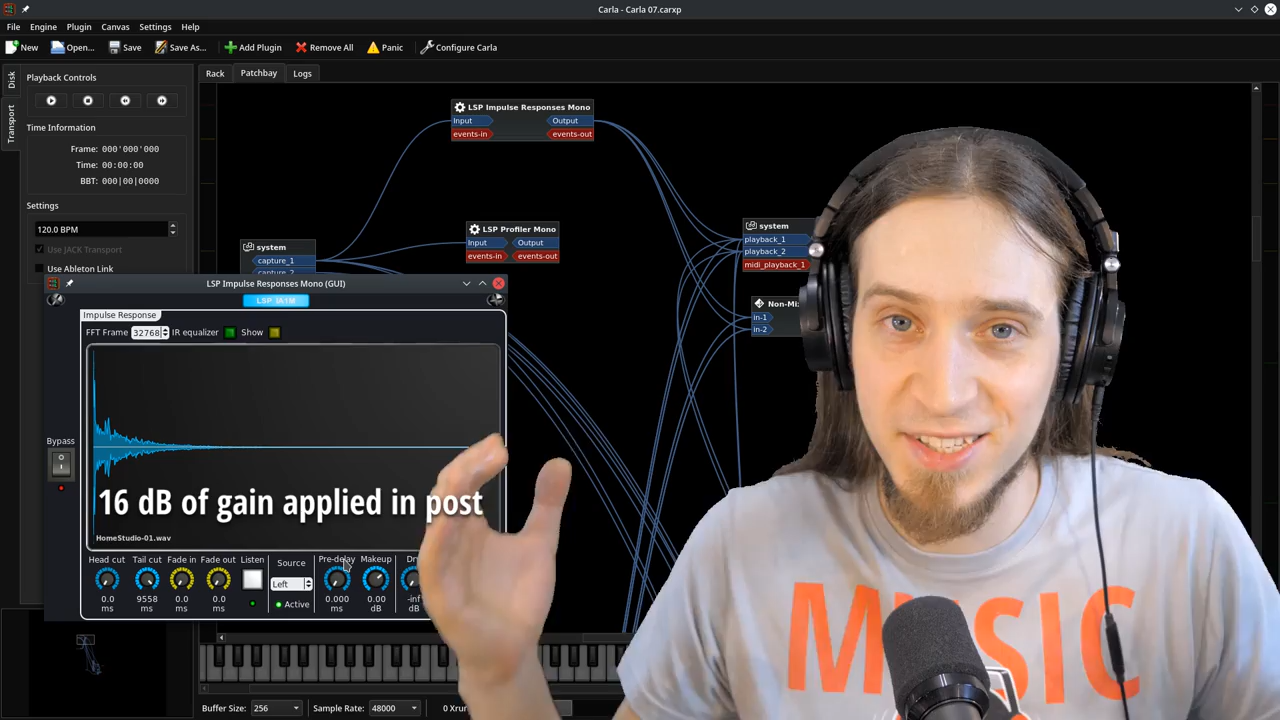 Carla - Carla 07.carxp
File Engine Plugin Canvas Settings Help
New Open... Save Save As... Add Plugin Remove All Panic Configure Carla
Disk
Transport
Playback Controls
Time Information
Frame: 000'000'000
Time: 00:00:00
BBT: 000|00|0000
Settings
120.0 BPM
Use JACK Transport
Use Ableton Link
Rack Patchbay Logs
LSP Impulse Responses Mono
Input Output
events-in events-out
LSP Profiler Mono
Input Output
events-in events-out
system
capture_1
capture_2
system
playback_1
playback_2
midi_playback_1
in-1
in-2
LSP Impulse Responses Mono (GUI)
LSP IA1M
Impulse Response
FFT Frame 32768 IR equalizer Show
Bypass
16 dB of gain applied in post
HomeStudio-01.wav
Head cut Tail cut Fade in Fade out Listen Source Pre-delay Makeup
Left
Active
0.0 9558 0.0 0.0 0.000 0.00 -inf
ms ms ms ms ms dB dB
Buffer Size: 256 Sample Rate: 48000
MUSIC